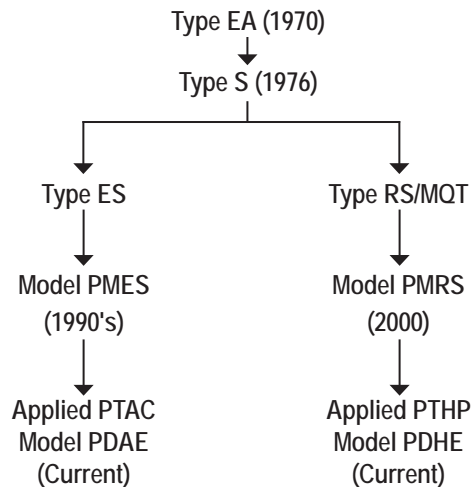 Type EA (1970)
Type S (1976)
Type ES
Type RS/MQT
Model PMES
(1990's)
Model PMRS
(2000)
Applied PTAC
Model PDAE
(Current)
Applied PTHP
Model PDHE
(Current)